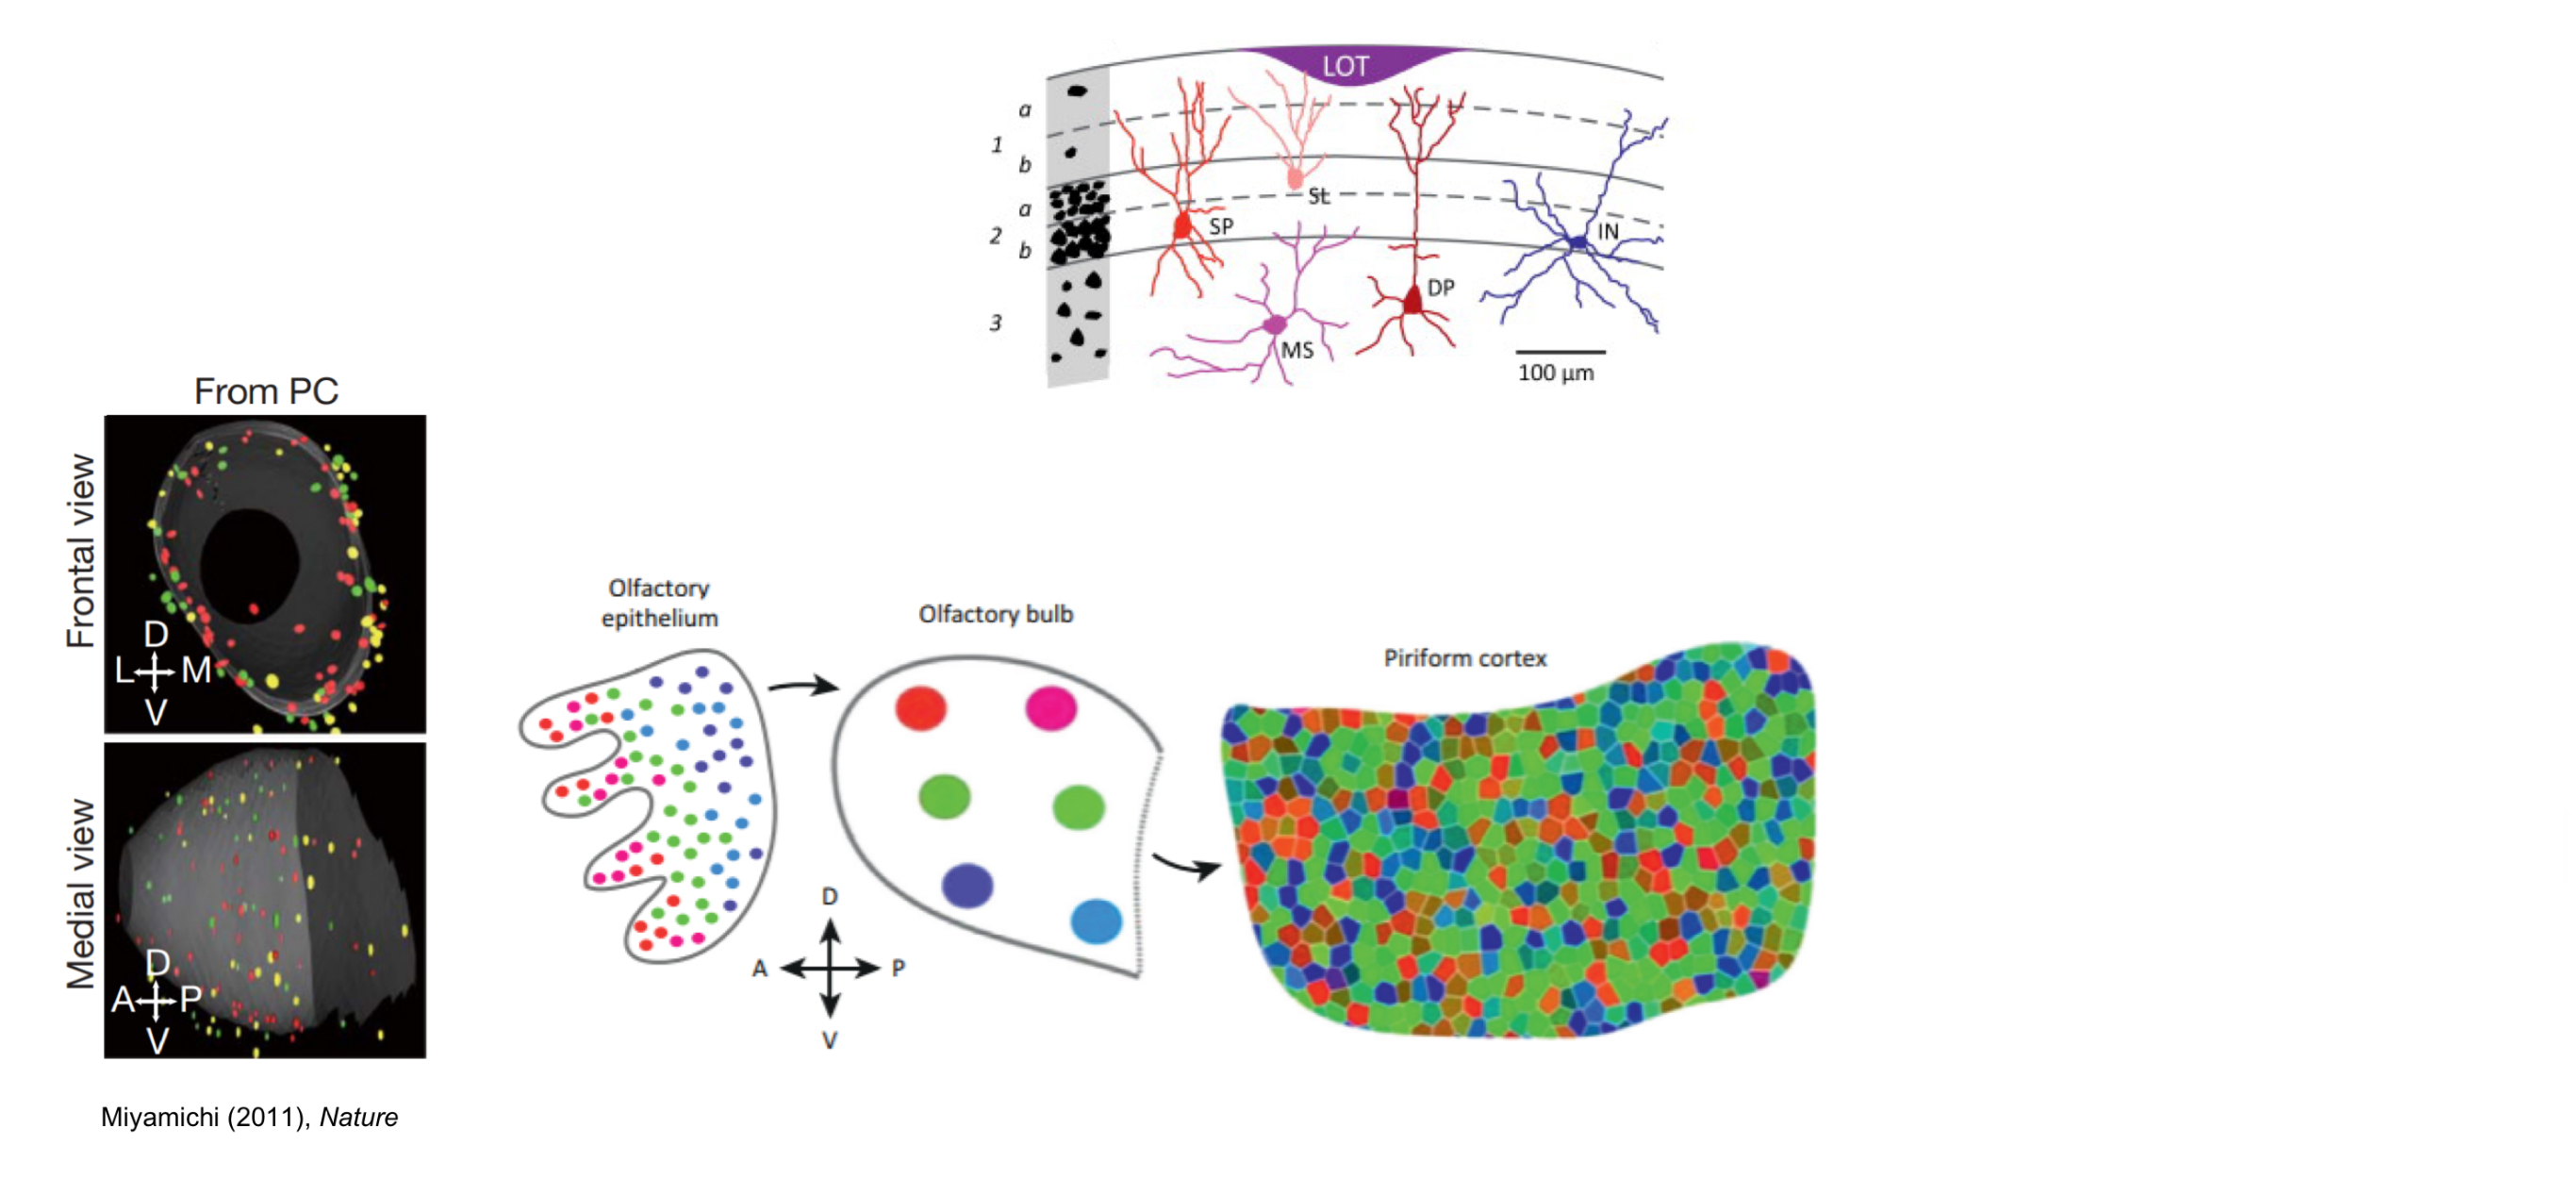 LOT
a
1
b
a
2
b
3
SP
St
MS
DP
IN
100 µm
From PC
Frontal view
D
L M
V
Medial view
D
A P
V
Miyamichi (2011), Nature
Olfactory
epithelium
Olfactory bulb
Piriform cortex
D
A P
V